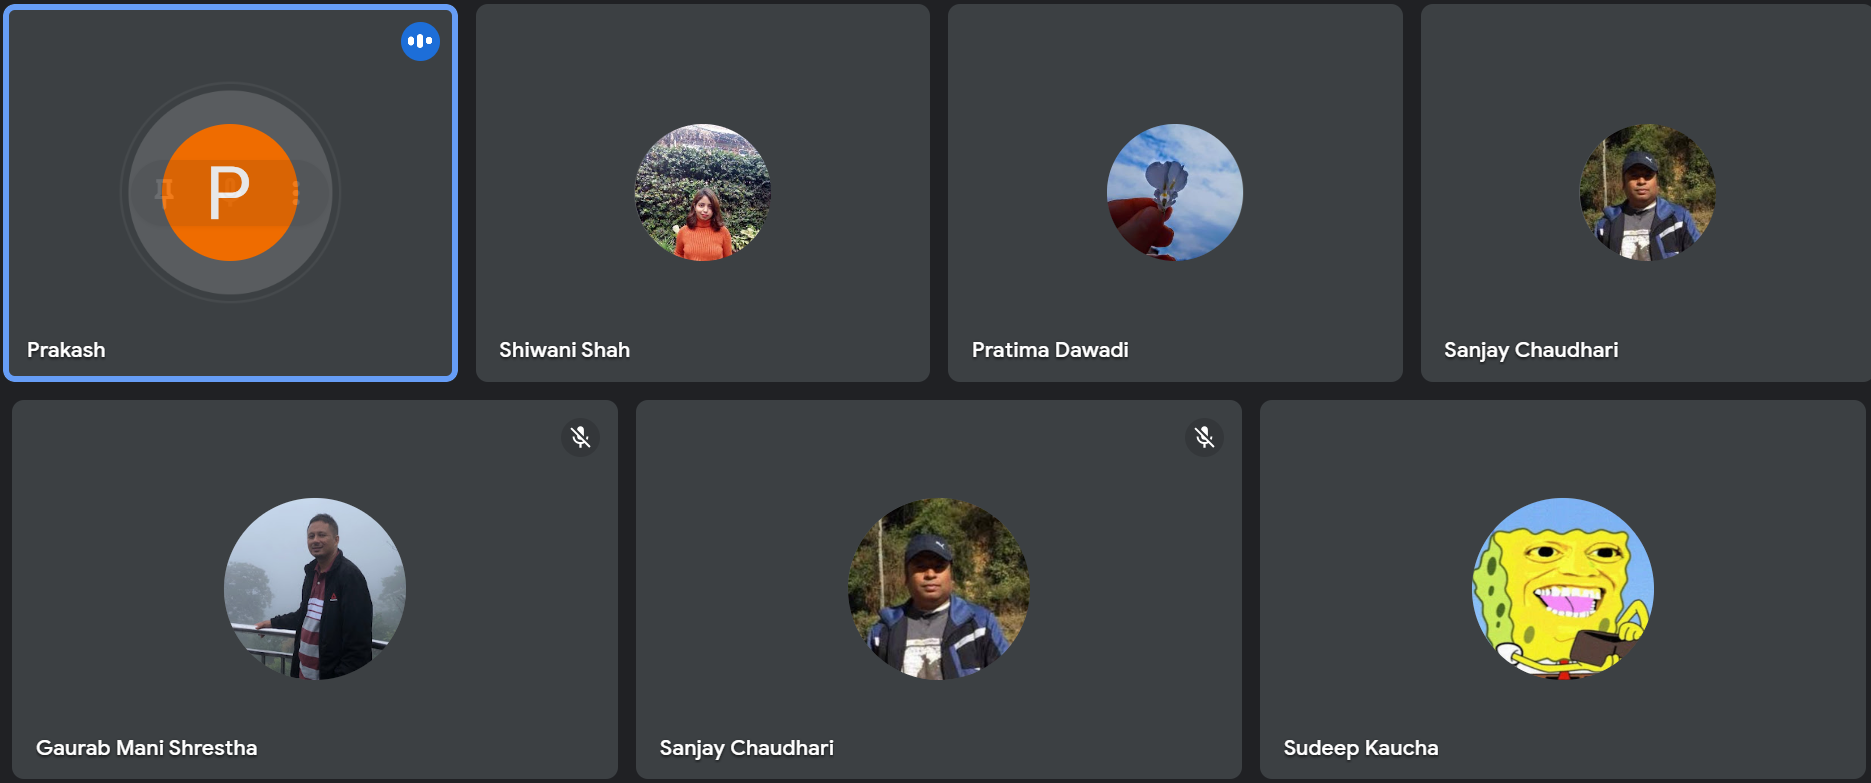 P
Prakash
Shiwani Shah
Pratima Dawadi
Sanjay Chaudhari
Gaurab Mani Shrestha
Sanjay Chaudhari
Sudeep Kaucha